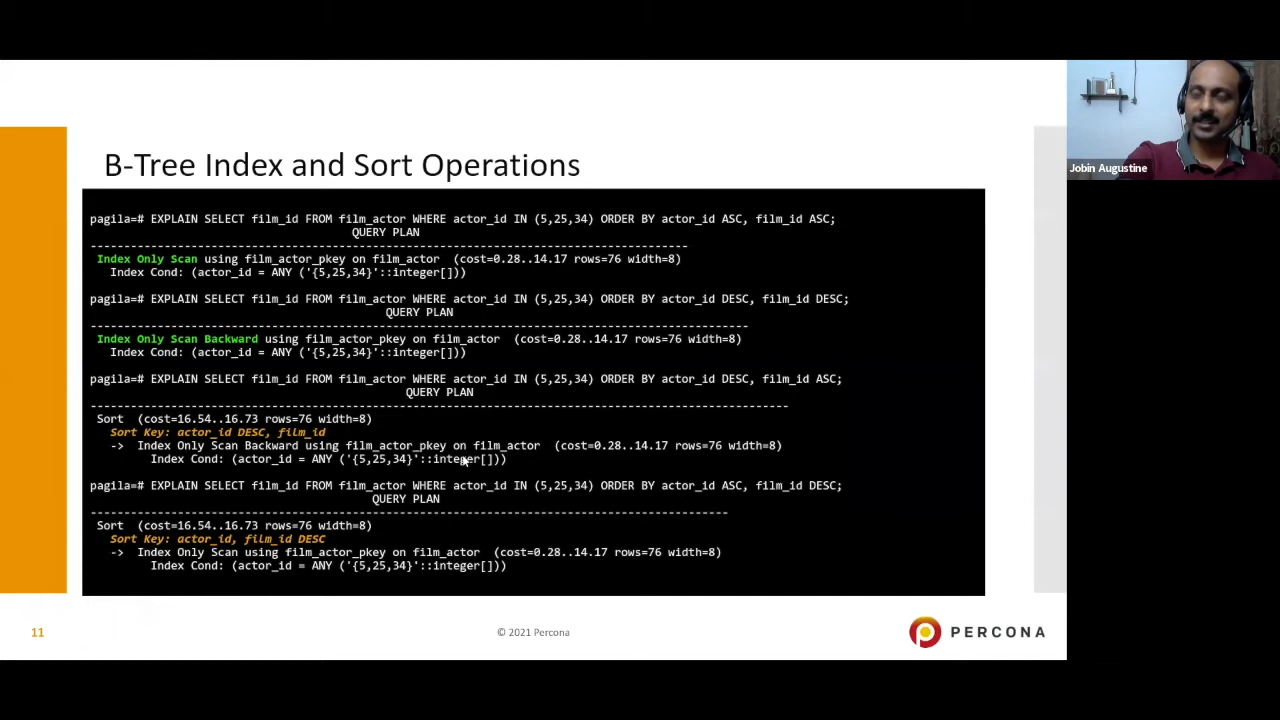 B-Tree Index and Sort Operations
pagila=# EXPLAIN SELECT film_id FROM film_actor WHERE actor_id IN (5,25,34) ORDER BY actor_id ASC, film_id ASC;
QUERY PLAN
-----------------------------------------------------------------------------------------
Index Only Scan using film_actor_pkey on film_actor  (cost=0.28..14.17 rows=76 width=8)
Index Cond: (actor_id = ANY ('{5,25,34}'::integer[]))
pagila=# EXPLAIN SELECT film_id FROM film_actor WHERE actor_id IN (5,25,34) ORDER BY actor_id DESC, film_id DESC;
QUERY PLAN
--------------------------------------------------------------------------------------------------
Index Only Scan Backward using film_actor_pkey on film_actor  (cost=0.28..14.17 rows=76 width=8)
Index Cond: (actor_id = ANY ('{5,25,34}'::integer[]))
pagila=# EXPLAIN SELECT film_id FROM film_actor WHERE actor_id IN (5,25,34) ORDER BY actor_id DESC, film_id ASC;
QUERY PLAN
--------------------------------------------------------------------------------------------------------
Sort  (cost=16.54..16.73 rows=76 width=8)
Sort Key: actor_id DESC, film_id
->  Index Only Scan Backward using film_actor_pkey on film_actor  (cost=0.28..14.17 rows=76 width=8)
Index Cond: (actor_id = ANY ('{5,25,34}'::integer[]))
pagila=# EXPLAIN SELECT film_id FROM film_actor WHERE actor_id IN (5,25,34) ORDER BY actor_id ASC, film_id DESC;
QUERY PLAN
-----------------------------------------------------------------------------------------------
Sort  (cost=16.54..16.73 rows=76 width=8)
Sort Key: actor_id, film_id DESC
->  Index Only Scan using film_actor_pkey on film_actor  (cost=0.28..14.17 rows=76 width=8)
Index Cond: (actor_id = ANY ('{5,25,34}'::integer[]))
11
© 2021 Percona
PERCONA
Jobin Augustine